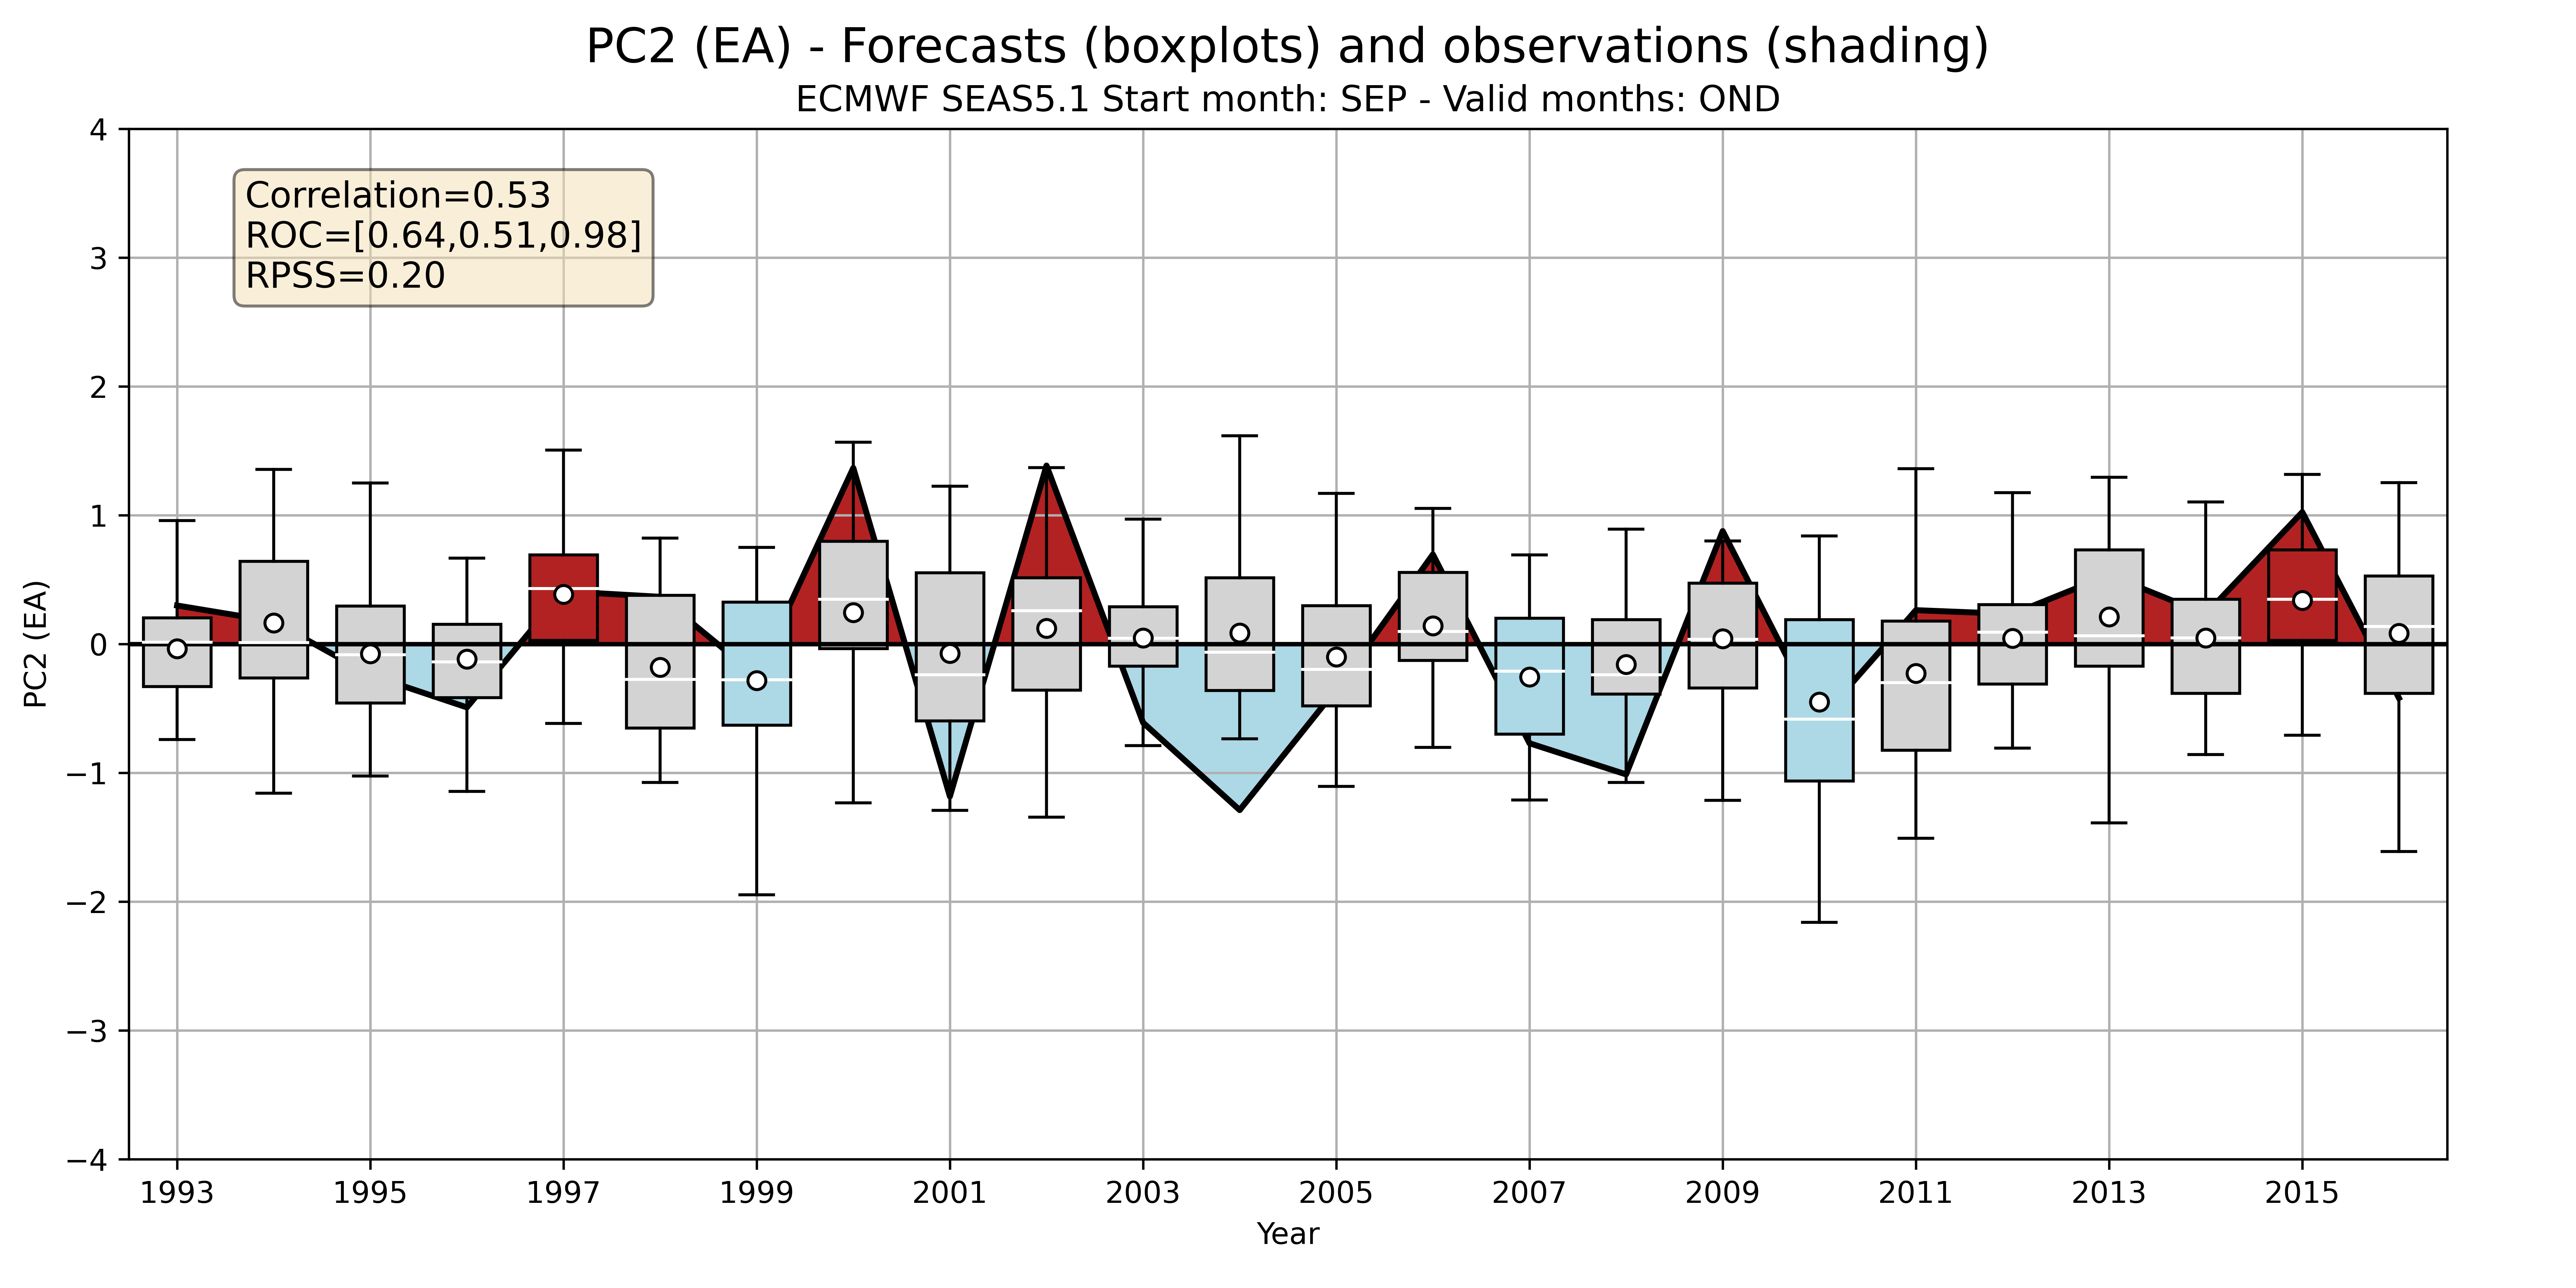 PC2 (EA) - Forecasts (boxplots) and observations (shading)
ECMWF SEAS5.1 Start month: SEP - Valid months: OND
Correlation=0.53
ROC=[0.64,0.51,0.98]
RPSS=0.20
PC2 (EA)
4
3
2
1
0
−1
−2
−3
−4
1993 1995 1997 1999 2001 2003 2005 2007 2009 2011 2013 2015
Year